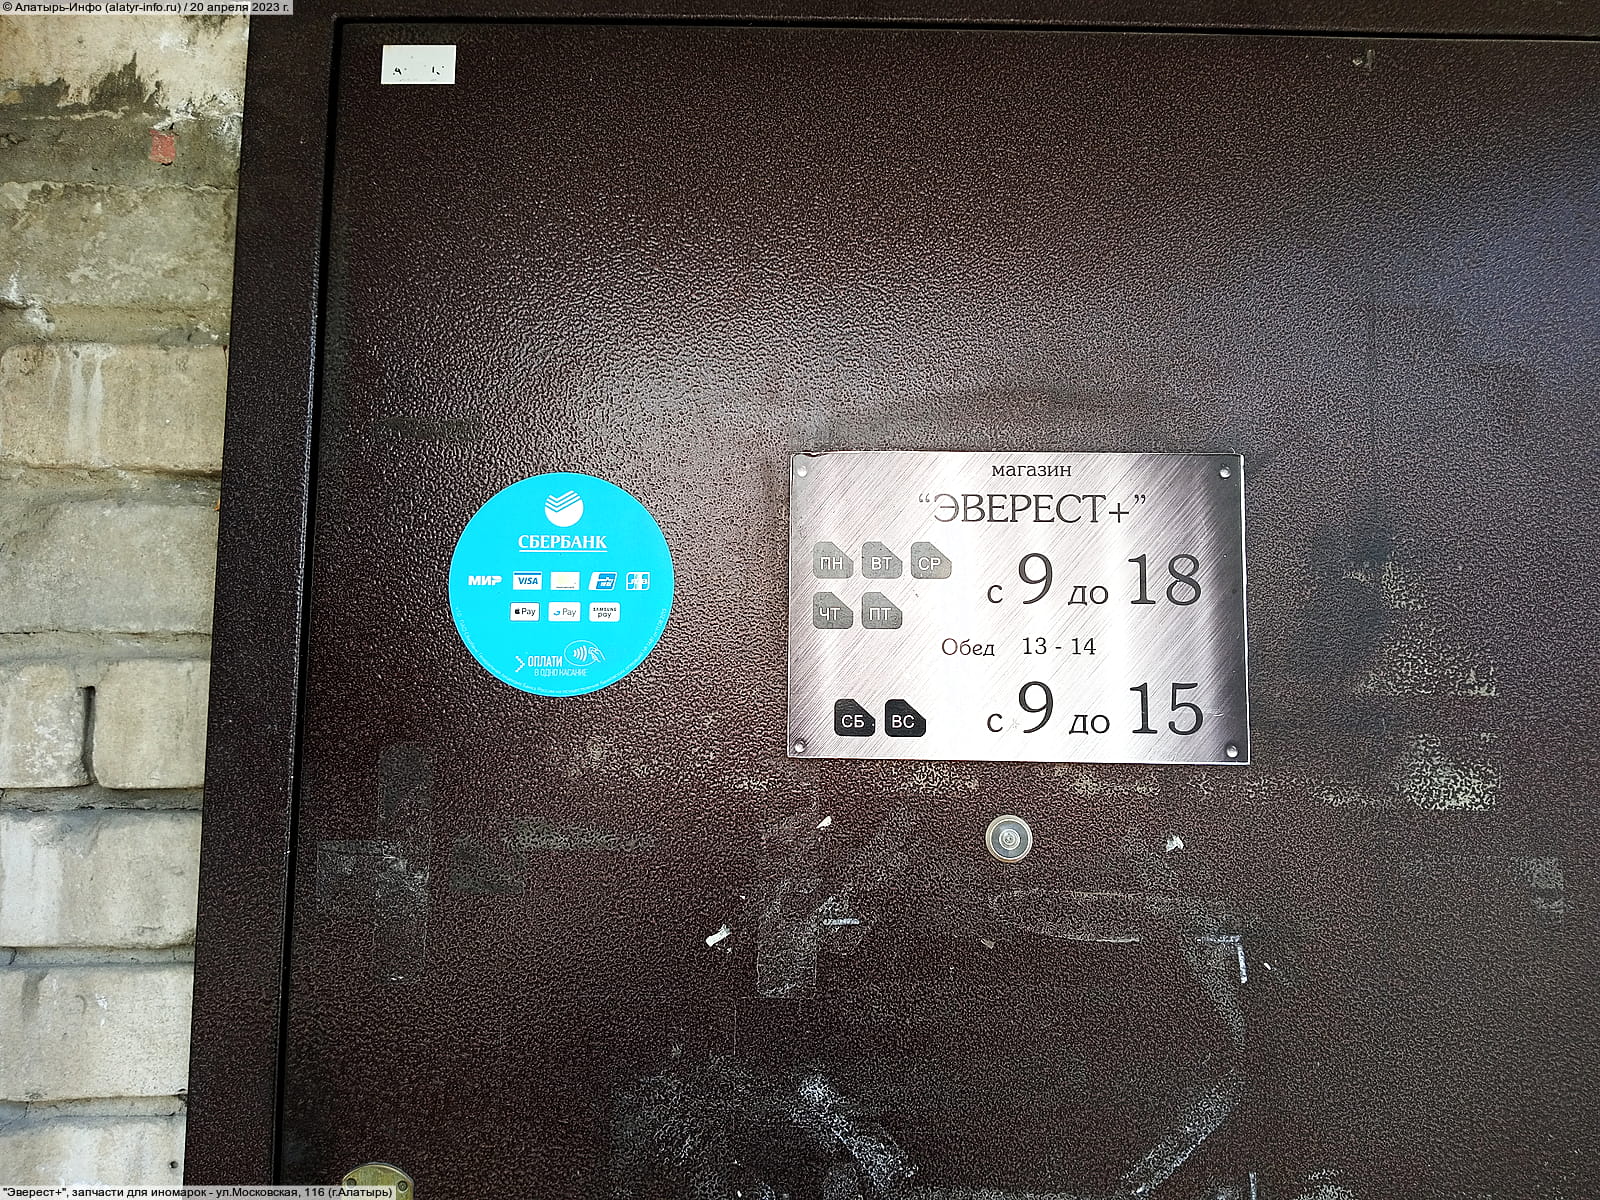 © Алатырь-Инфо (alatyr-info.ru) / 20 апреля 2023 г.
СБЕРБАНК
МИР VISA JCB
Pay Pay SAMSUNG pay
ОПЛАТИ
В ОДНО КАСАНИЕ
магазин
“ЭВЕРЕСТ+”
ПН ВТ СР
ЧТ ПТ
с 9 до 18
Обед 13 - 14
СБ ВС
с 9 до 15
"Эверест+", запчасти для иномарок - ул.Московская, 116 (г.Алатырь)